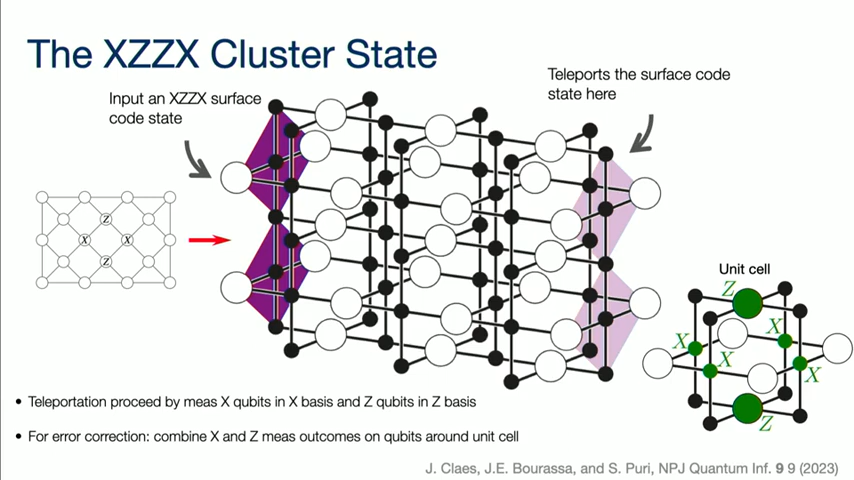 The XZZX Cluster State
Input an XZZX surface
code state
Teleports the surface code
state here
Z
X X
Z
Unit cell
Z
X
X
X
X
Z
• Teleportation proceed by meas X qubits in X basis and Z qubits in Z basis
• For error correction: combine X and Z meas outcomes on qubits around unit cell
J. Claes, J.E. Bourassa, and S. Puri, NPJ Quantum Inf. 9 9 (2023)